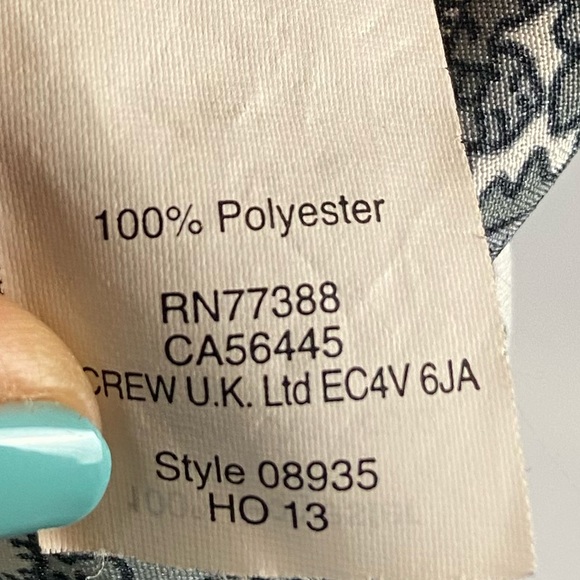 100% Polyester
RN77388
CA56445
CREW U.K. Ltd EC4V 6JA
Style 08935
HO 13